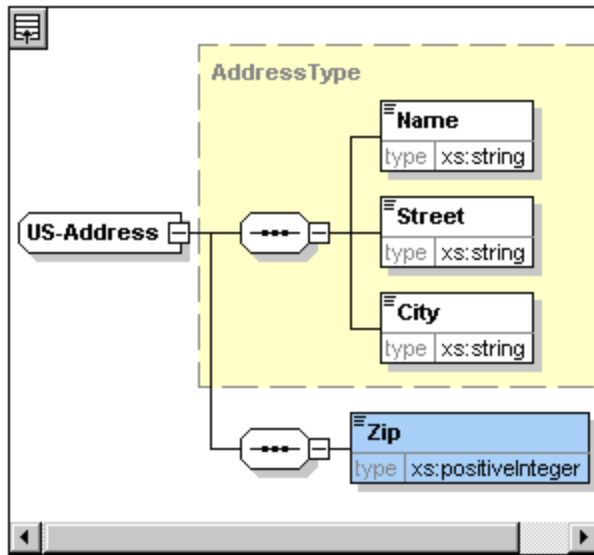 AddressType
Name
type xs:string
US-Address
Street
type xs:string
City
type xs:string
Zip
type xs:positiveInteger